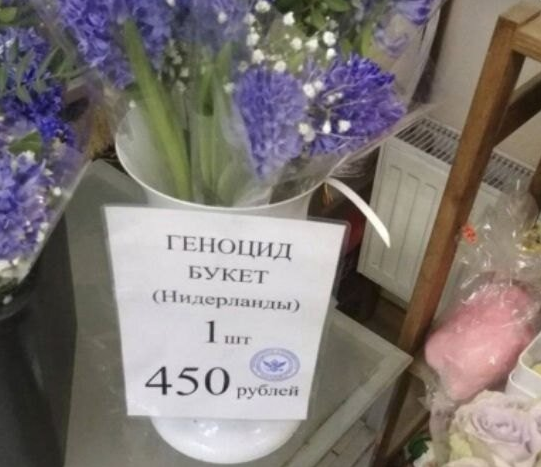 ГЕНОЦИД
БУКЕТ
(Нидерланды)
1 шт
450 рублей